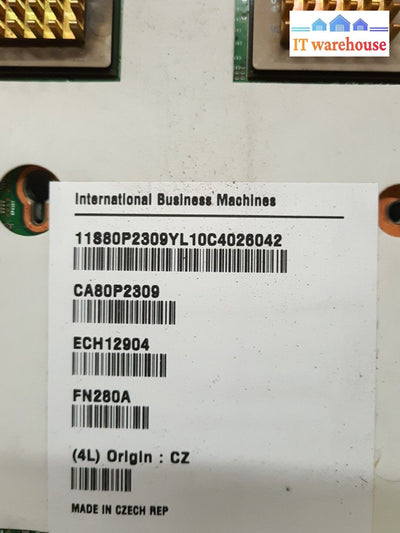 IT warehouse
International Business Machines
11S80P2309YL10C4026042
CA80P2309
ECH12904
FN280A
(4L) Origin : CZ
MADE IN CZECH REP